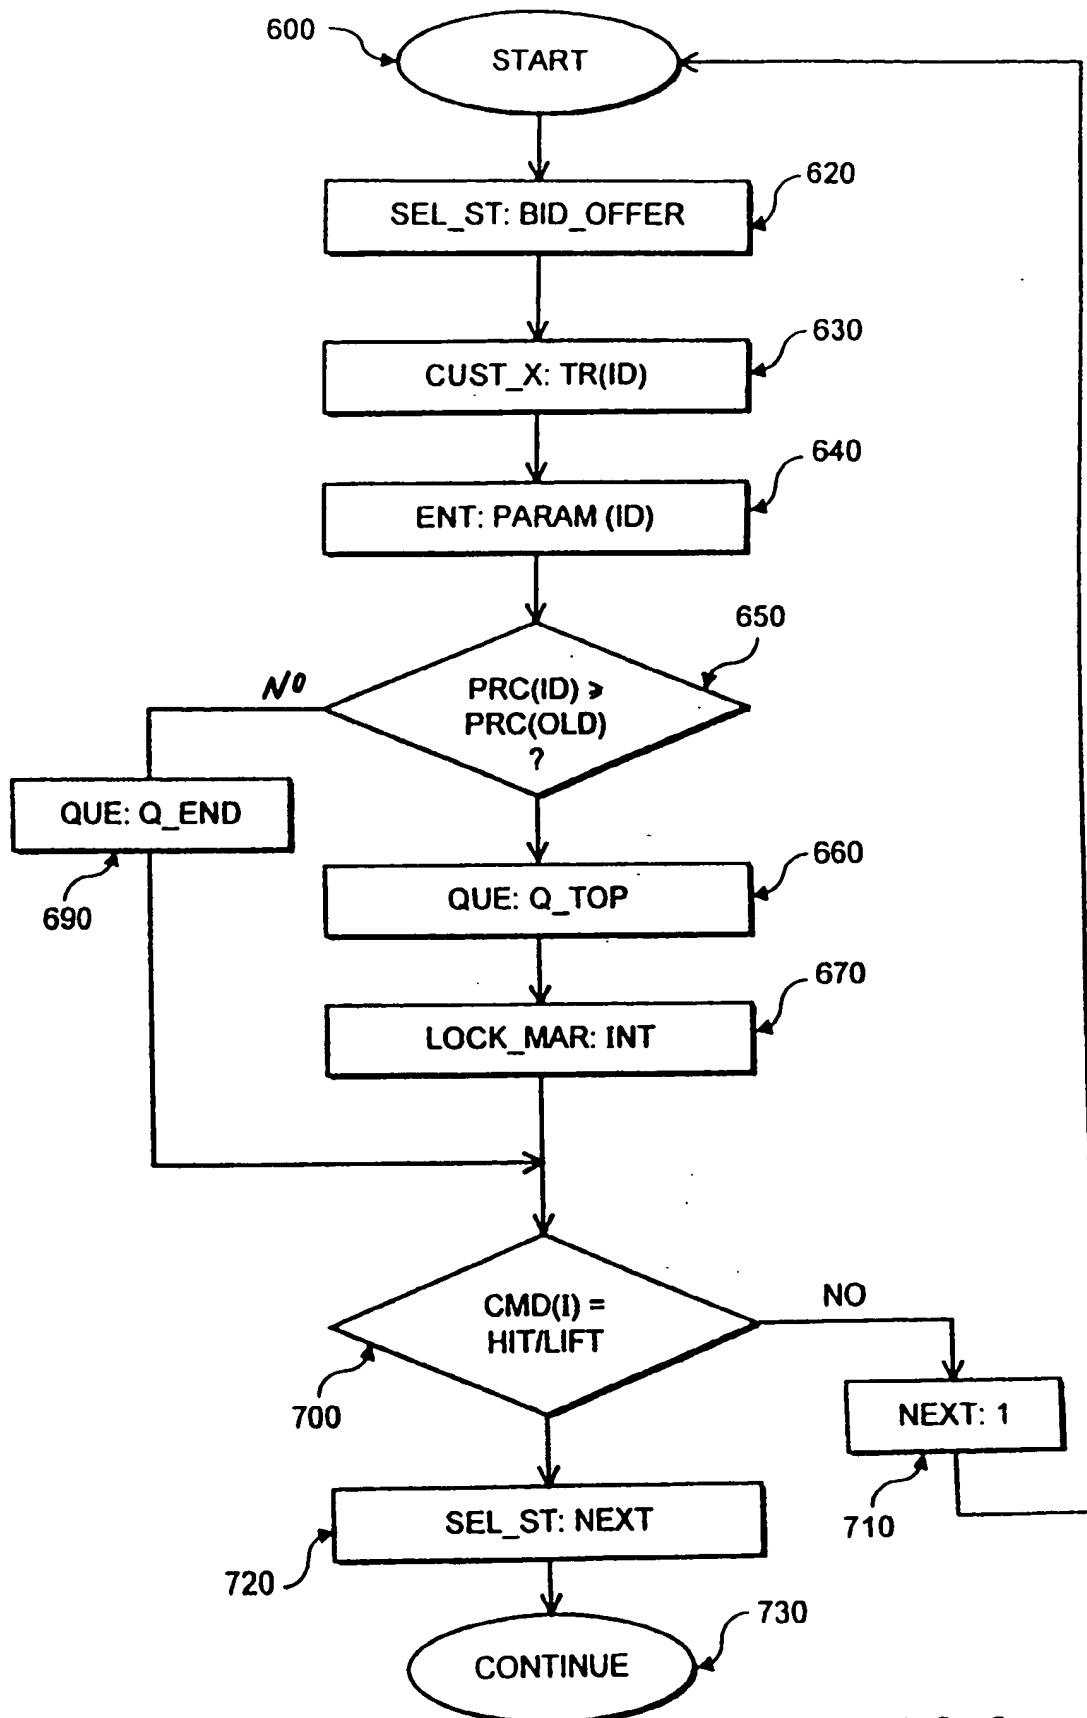 600
START
620
SEL_ST: BID_OFFER
630
CUST_X: TR(ID)
640
ENT: PARAM (ID)
650
NO
PRC(ID) ≥
PRC(OLD)
?
QUE: Q_END
690
660
QUE: Q_TOP
670
LOCK_MAR: INT
CMD(I) =
HIT/LIFT
NO
700
NEXT: 1
710
SEL_ST: NEXT
720
730
CONTINUE